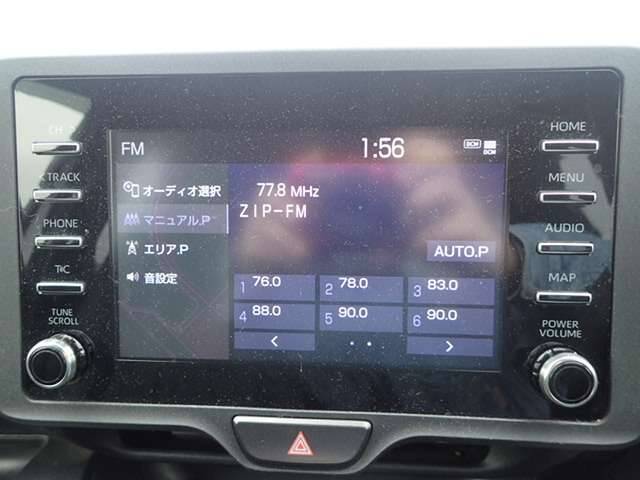 FM
1:56
DCM
DCM
オーディオ選択
マニュアル.P
エリア.P
音設定
77.8 MHz
ZIP-FM
AUTO.P
1 76.0
2 78.0
3 83.0
4 88.0
5 90.0
6 90.0
CH
TRACK
PHONE
T∧C
TUNE
SCROLL
HOME
MENU
AUDIO
MAP
POWER
VOLUME